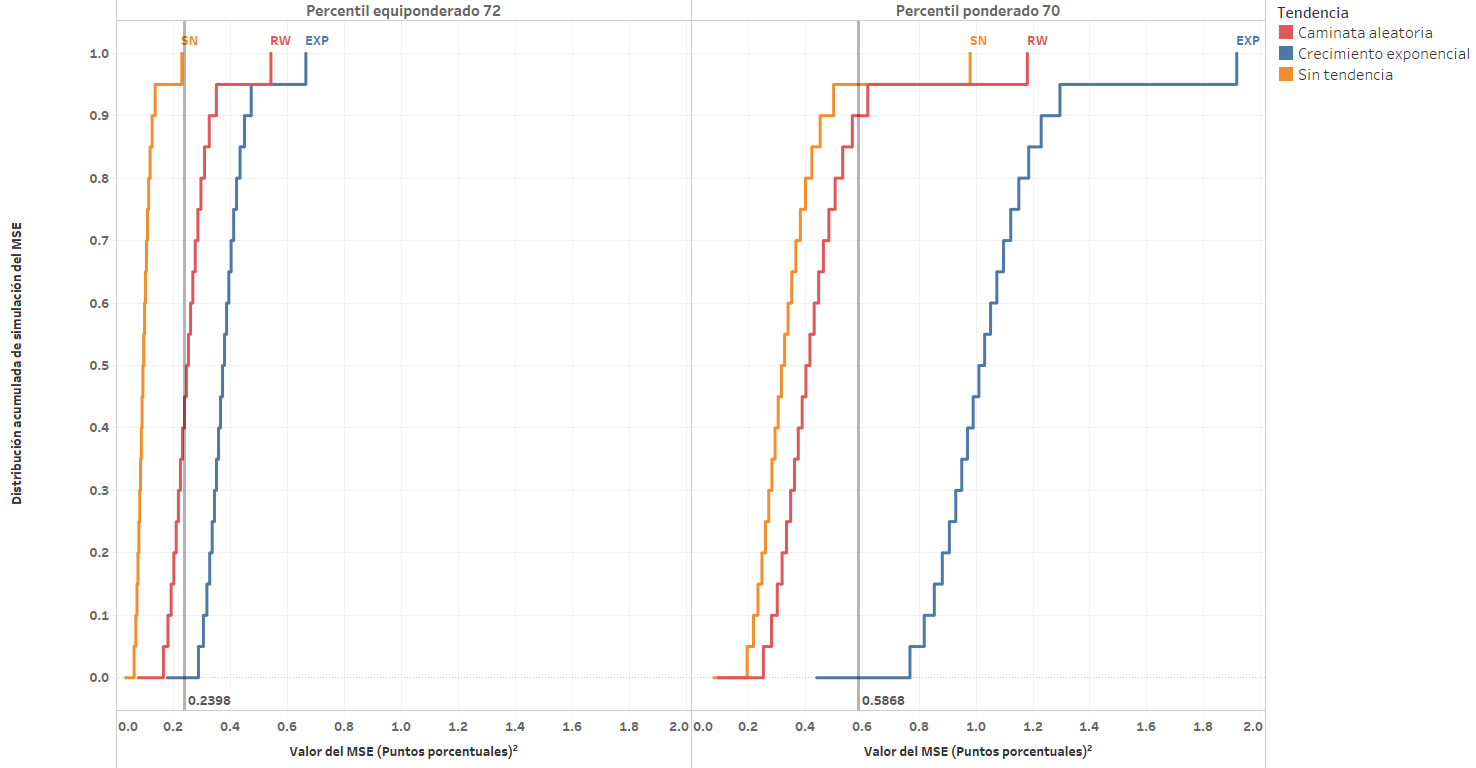 Percentil equiponderado 72
Percentil ponderado 70
Tendencia
Caminata aleatoria
Crecimiento exponencial
Sin tendencia
SN
RW
EXP
SN
RW
EXP
1.0
0.9
0.8
0.7
0.6
0.5
0.4
0.3
0.2
0.1
0.0
Distribución acumulada de simulación del MSE
0.2398
0.5868
0.0 0.2 0.4 0.6 0.8 1.0 1.2 1.4 1.6 1.8 2.0
0.0 0.2 0.4 0.6 0.8 1.0 1.2 1.4 1.6 1.8 2.0
Valor del MSE (Puntos porcentuales)²
Valor del MSE (Puntos porcentuales)²